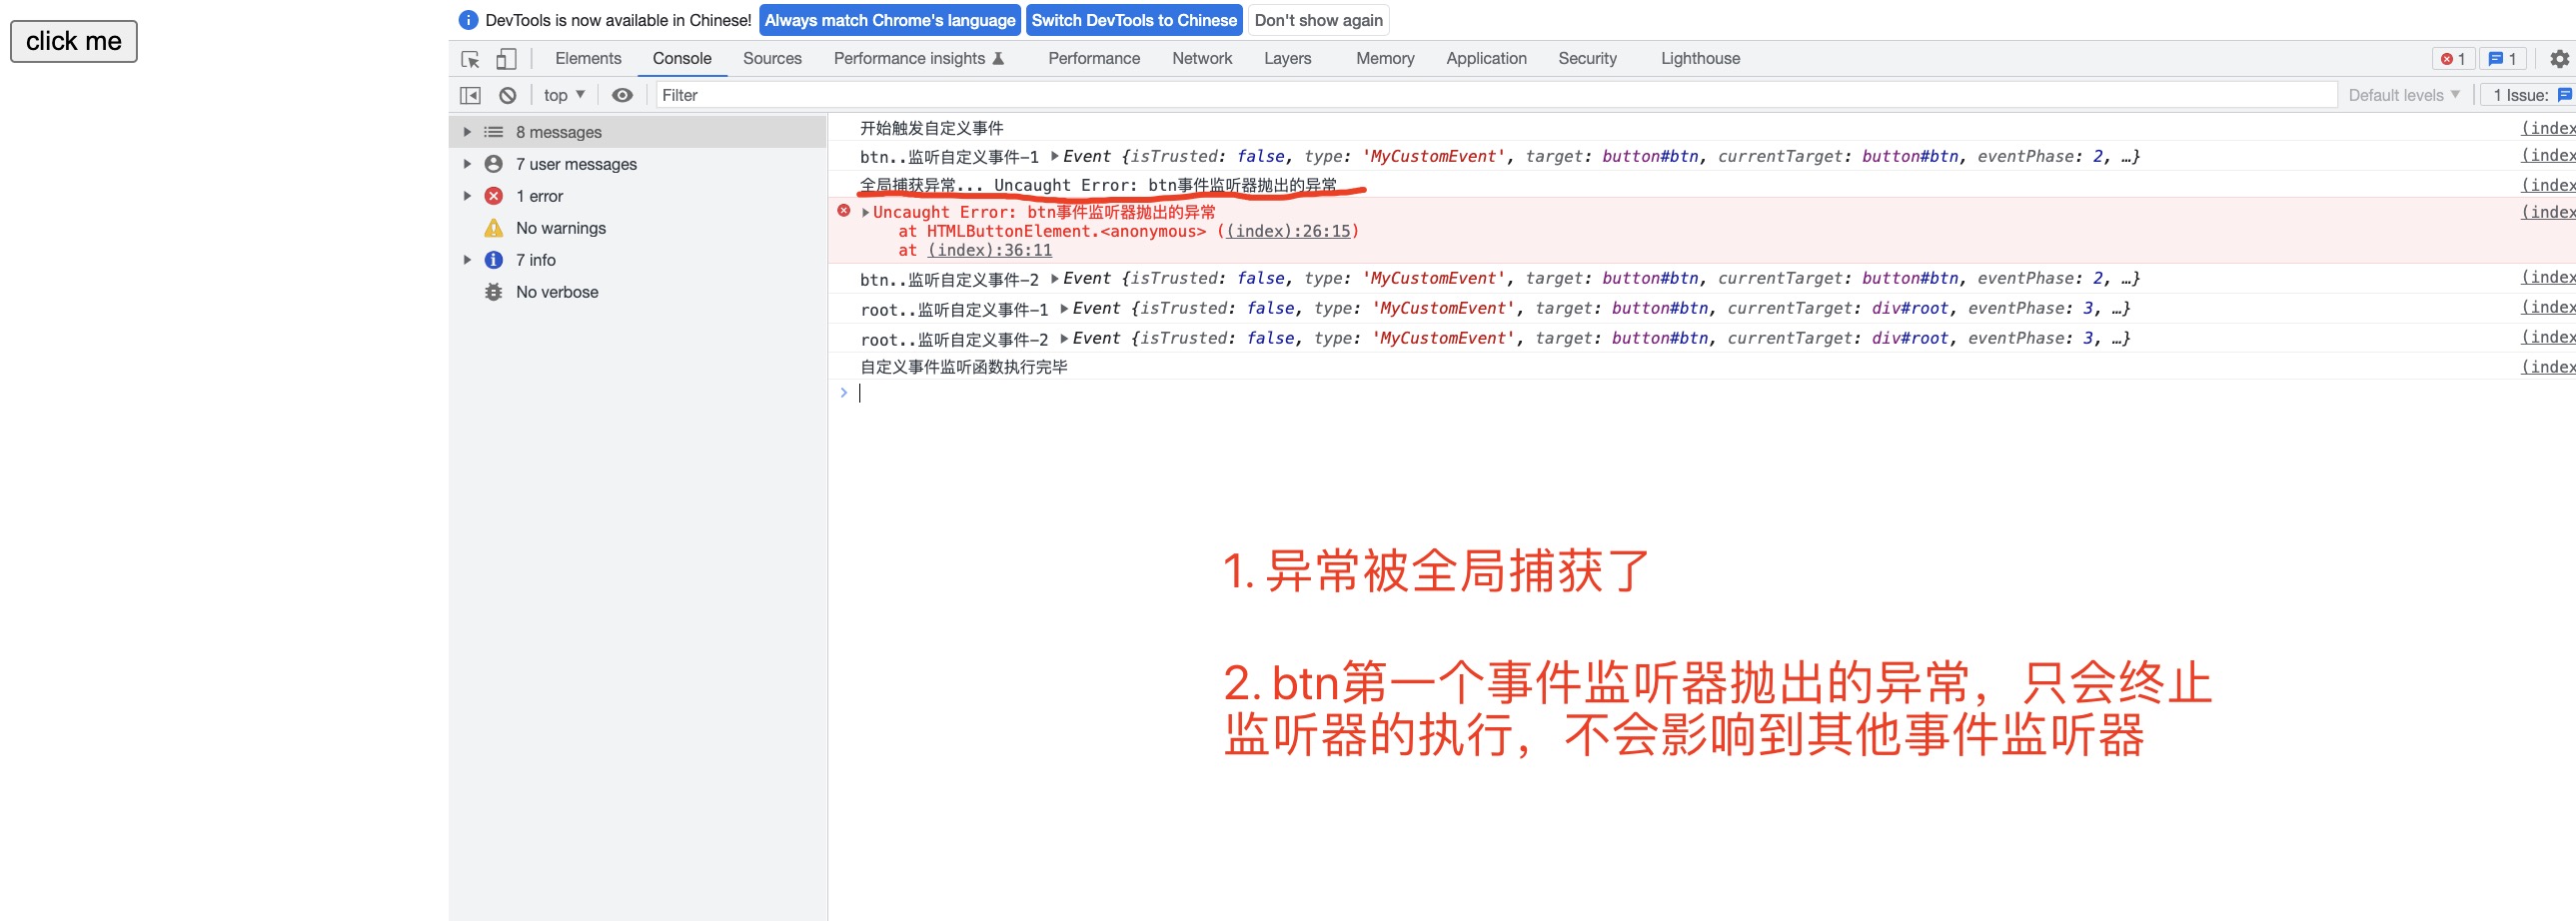 click me
DevTools is now available in Chinese! Always match Chrome's language Switch DevTools to Chinese Don't show again
Elements Console Sources Performance insights Performance Network Layers Memory Application Security Lighthouse 1 1
top Filter Default levels 1 Issue:
8 messages
7 user messages
1 error
No warnings
7 info
No verbose
开始触发自定义事件 (index
btn..监听自定义事件-1 Event {isTrusted: false, type: 'MyCustomEvent', target: button#btn, currentTarget: button#btn, eventPhase: 2, …} (index
全局捕获异常... Uncaught Error: btn事件监听器抛出的异常 (index
Uncaught Error: btn事件监听器抛出的异常 (index
at HTMLButtonElement.<anonymous> ((index):26:15)
at (index):36:11
btn..监听自定义事件-2 Event {isTrusted: false, type: 'MyCustomEvent', target: button#btn, currentTarget: button#btn, eventPhase: 2, …} (index
root..监听自定义事件-1 Event {isTrusted: false, type: 'MyCustomEvent', target: button#btn, currentTarget: div#root, eventPhase: 3, …} (index
root..监听自定义事件-2 Event {isTrusted: false, type: 'MyCustomEvent', target: button#btn, currentTarget: div#root, eventPhase: 3, …} (index
自定义事件监听函数执行完毕 (index
1. 异常被全局捕获了
2. btn第一个事件监听器抛出的异常，只会终止
监听器的执行，不会影响到其他事件监听器